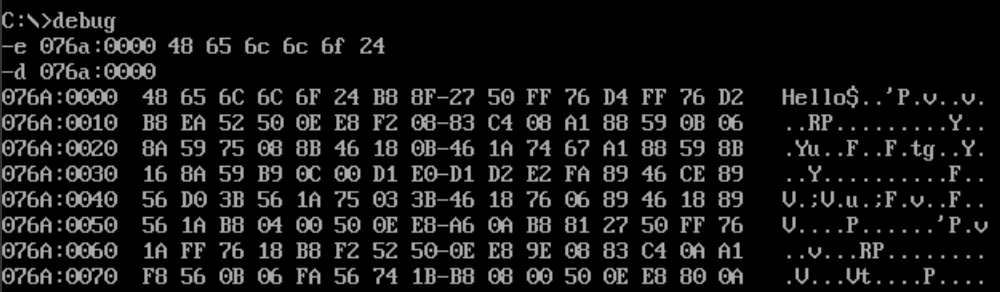 C:\>debug
-e 076a:0000 48 65 6c 6c 6f 24
-d 076a:0000
076A:0000  48 65 6C 6C 6F 24 B8 8F-27 50 FF 76 D4 FF 76 D2   Hello$..'P.v..v.
076A:0010  B8 EA 52 50 0E E8 F2 08-83 C4 08 A1 88 59 0B 06   ..RP.........Y..
076A:0020  8A 59 75 08 8B 46 18 0B-46 1A 74 67 A1 88 59 8B   .Yu..F..F.tg..Y.
076A:0030  16 8A 59 B9 0C 00 D1 E0-D1 D2 E2 FA 89 46 CE 89   ..Y..........F..
076A:0040  56 D0 3B 56 1A 75 03 3B-46 18 76 06 89 46 18 89   V.;V.u.;F.v..F..
076A:0050  56 1A B8 04 00 50 0E E8-A6 0A B8 81 27 50 FF 76   V....P......'P.v
076A:0060  1A FF 76 18 B8 F2 52 50-0E E8 9E 08 83 C4 0A A1   ..v...RP........
076A:0070  F8 56 0B 06 FA 56 74 1B-B8 08 00 50 0E E8 80 0A   .V...Vt....P....